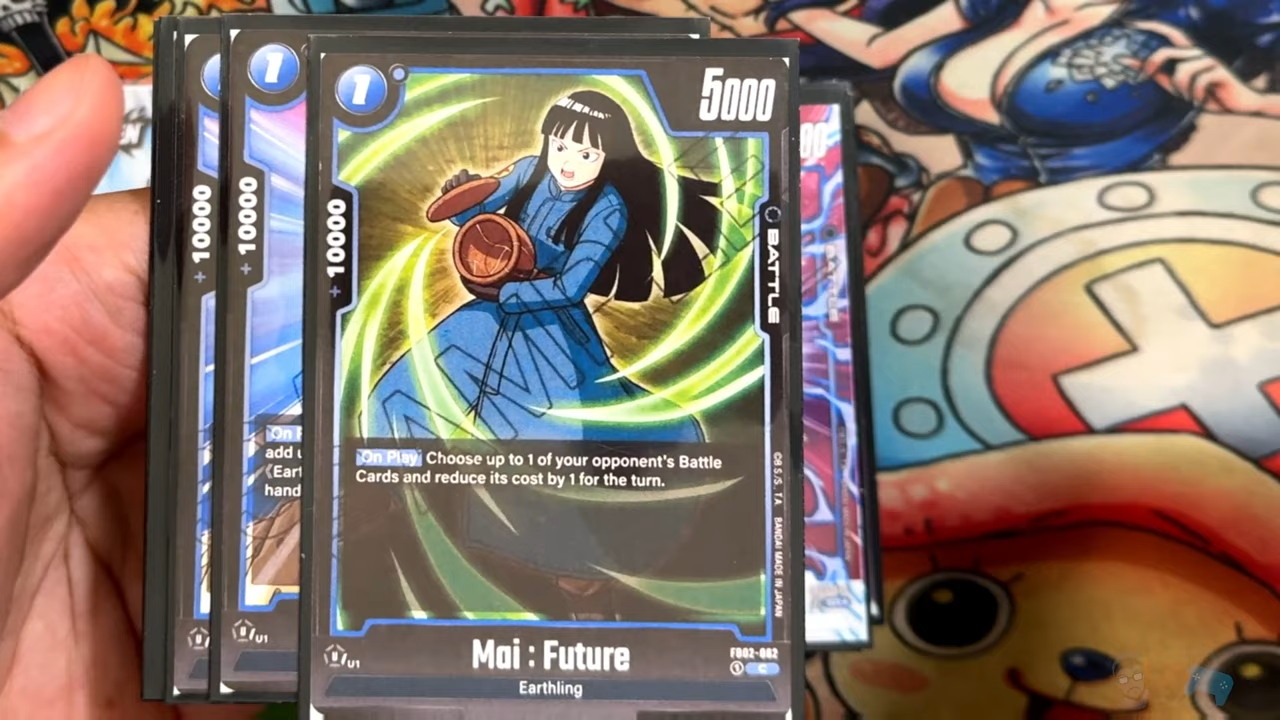 1
5000
+10000
BATTLE
On Play Choose up to 1 of your opponent's Battle
Cards and reduce its cost by 1 for the turn.
©B.S./S., T.A. BANDAI MADE IN JAPAN
U1
Mai : Future
FB02-062
1 C
Earthling
1
+10000
add u
《Eart
hand
U1
+10000
BATTLE